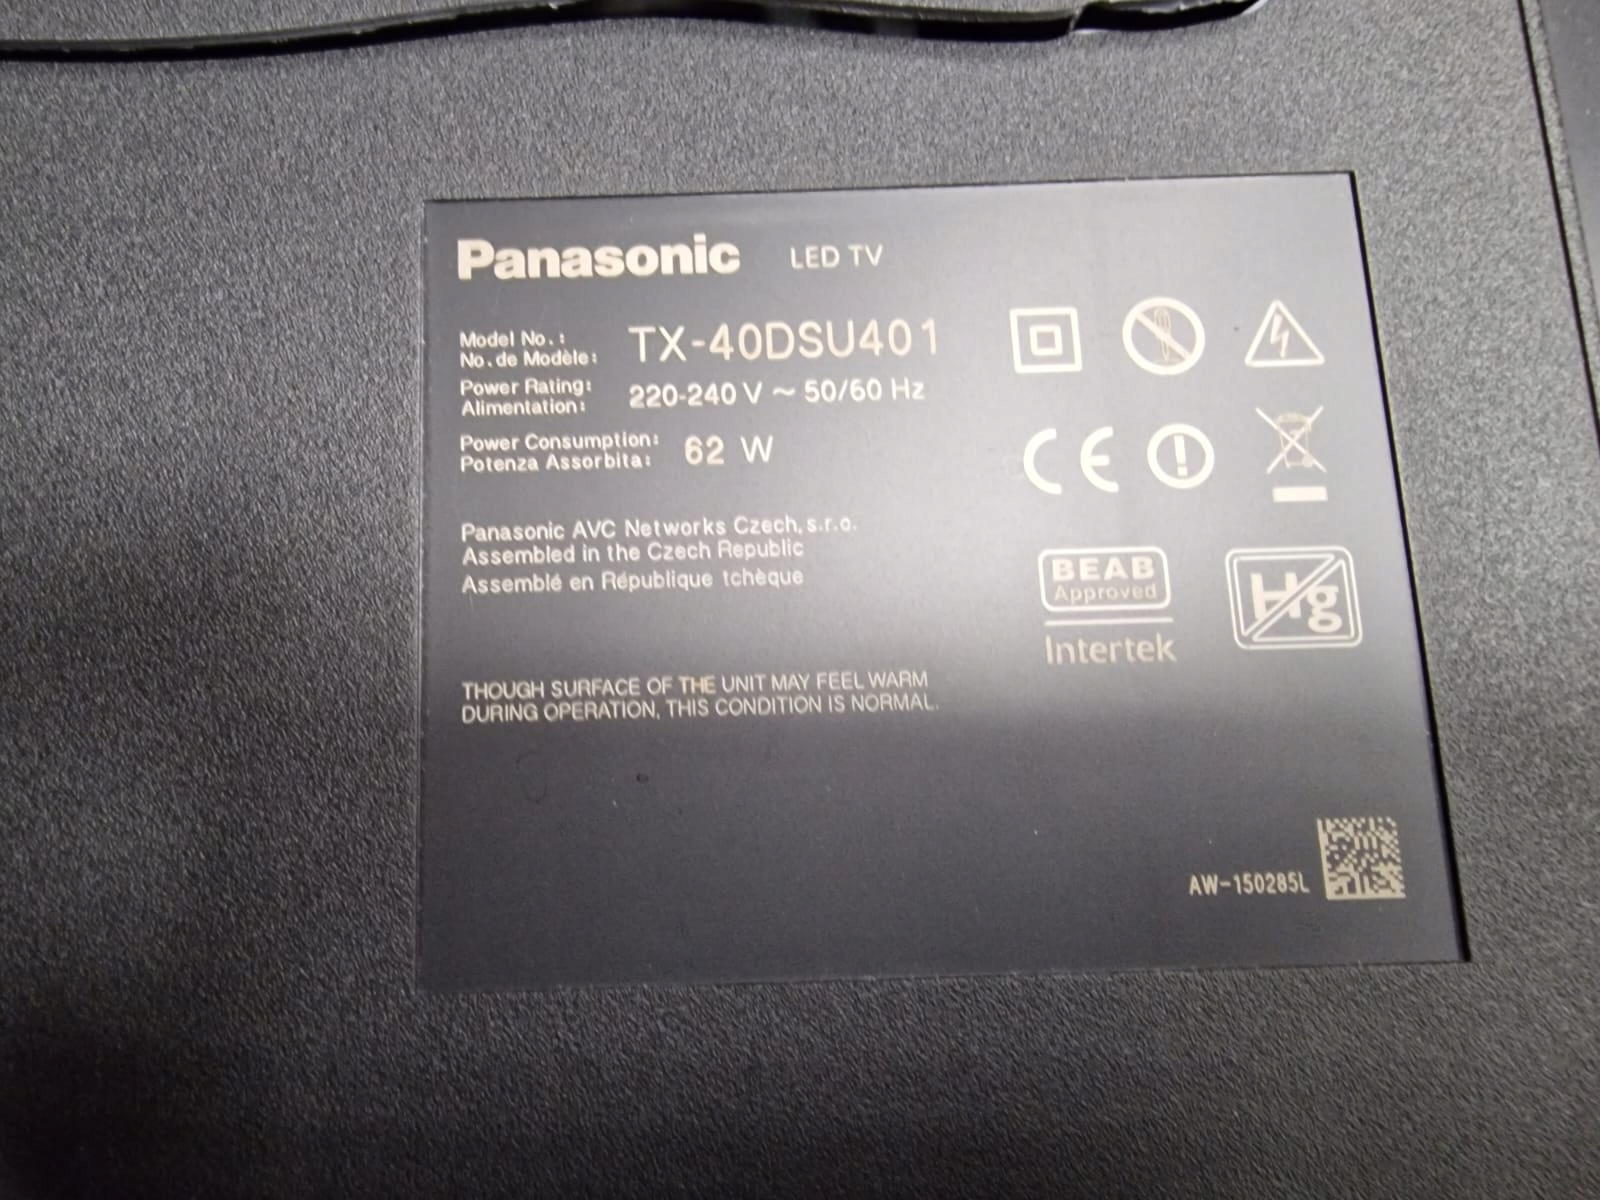 Panasonic LED TV
Model No.:
No. de Modèle: TX-40DSU401
Power Rating:
Alimentation: 220-240 V ~ 50/60 Hz
Power Consumption:
Potenza Assorbita: 62 W
CE
Panasonic AVC Networks Czech, s.r.o.
Assembled in the Czech Republic
Assemblé en République tchèque
BEAB
Approved
Intertek
Hg
THOUGH SURFACE OF THE UNIT MAY FEEL WARM
DURING OPERATION, THIS CONDITION IS NORMAL.
AW-150285L